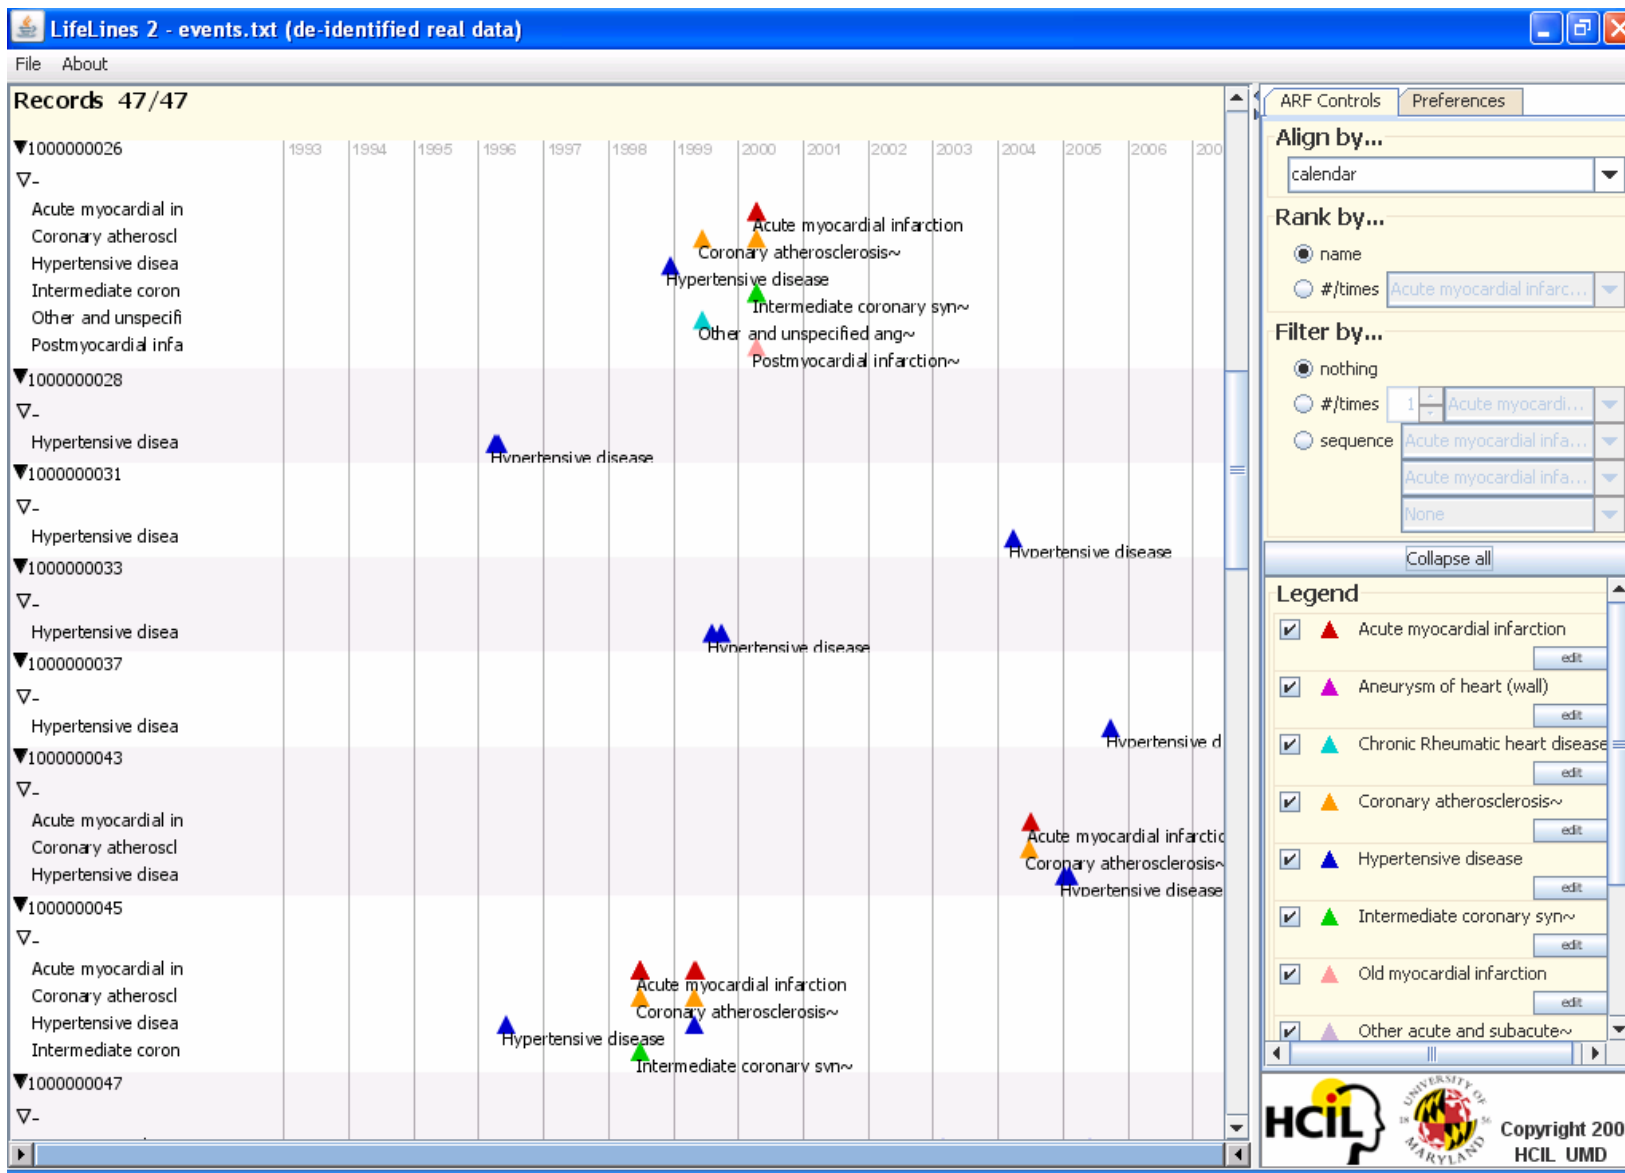 LifeLines 2 - events.txt (de-identified real data)
File About
Records 47/47
▼1000000026 1993 1994 1995 1996 1997 1998 1999 2000 2001 2002 2003 2004 2005 2006 200
▽-
Acute myocardial in
Acute myocardial infarction
Coronary atheroscl
Coronary atherosclerosis~
Hypertensive disea
Hypertensive disease
Intermediate coron
Intermediate coronary syn~
Other and unspecifi
Other and unspecified ang~
Postmyocardial infa
Postmyocardial infarction~
▼1000000028
▽-
Hypertensive disea
Hypertensive disease
▼1000000031
▽-
Hypertensive disea
Hypertensive disease
▼1000000033
▽-
Hypertensive disea
Hypertensive disease
▼1000000037
▽-
Hypertensive disea
Hypertensive d
▼1000000043
▽-
Acute myocardial in
Acute myocardial infarctic
Coronary atheroscl
Coronary atherosclerosis~
Hypertensive disea
Hypertensive disease
▼1000000045
▽-
Acute myocardial in
Acute myocardial infarction
Coronary atheroscl
Coronary atherosclerosis~
Hypertensive disea
Hypertensive disease
Intermediate coron
Intermediate coronary syn~
▼1000000047
▽-
ARF Controls Preferences
Align by...
calendar
Rank by...
name
#/times Acute myocardial infarc...
Filter by...
nothing
#/times 1 Acute myocardi...
sequence Acute myocardial infa...
Acute myocardial infa...
None
Collapse all
Legend
Acute myocardial infarction
edit
Aneurysm of heart (wall)
edit
Chronic Rheumatic heart disease
edit
Coronary atherosclerosis~
edit
Hypertensive disease
edit
Intermediate coronary syn~
edit
Old myocardial infarction
edit
Other acute and subacute~
HCIL
UNIVERSITY OF
18 56
MARYLAND
Copyright 200
HCIL UMD